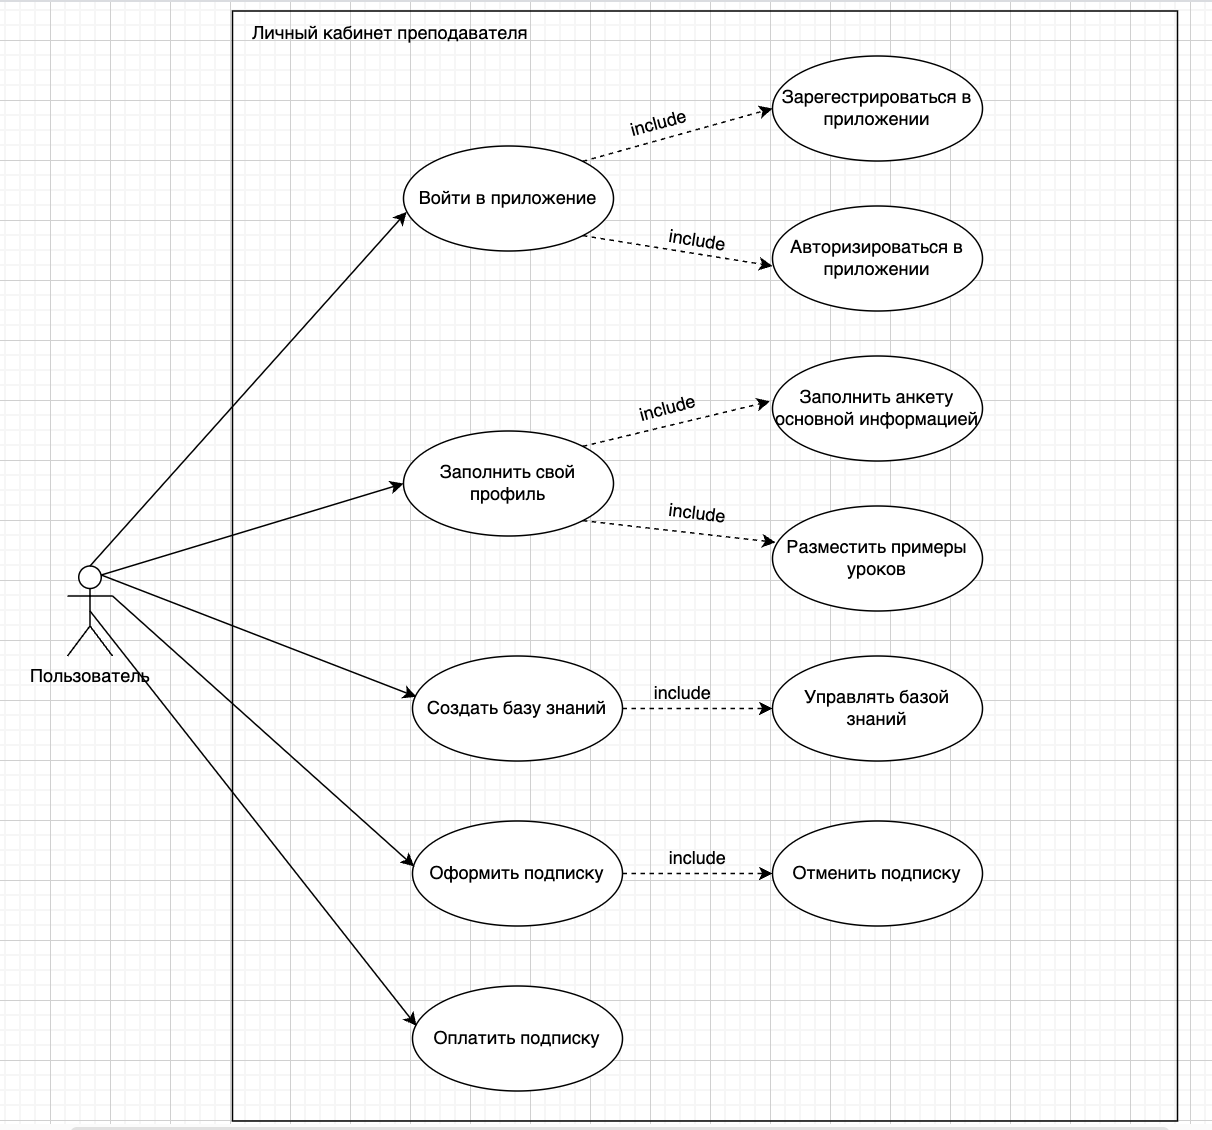 Личный кабинет преподавателя
Зарегестрироваться в
приложении
include
Войти в приложение
include
Авторизироваться в
приложении
Заполнить анкету
основной информацией
include
Заполнить свой
профиль
include
Разместить примеры
уроков
Пользователь
Создать базу знаний
include
Управлять базой
знаний
Оформить подписку
include
Отменить подписку
Оплатить подписку